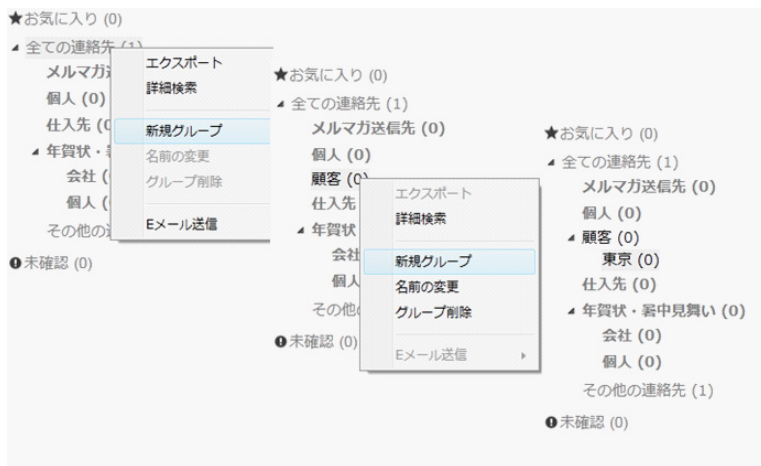 ★お気に入り (0)
全ての連絡先 (1)
メルマガ
個人 (0)
仕入先 (0
年賀状・
会社 (
個人 (
その他の
未確認 (0)
エクスポート
詳細検索
新規グループ
名前の変更
グループ削除
Eメール送信
★お気に入り (0)
全ての連絡先 (1)
メルマガ送信先 (0)
個人 (0)
顧客 (0)
仕入先
年賀状
会社
個人
その他
未確認 (0)
エクスポート
詳細検索
新規グループ
名前の変更
グループ削除
Eメール送信
★お気に入り (0)
全ての連絡先 (1)
メルマガ送信先 (0)
個人 (0)
顧客 (0)
東京 (0)
仕入先 (0)
年賀状・暑中見舞い (0)
会社 (0)
個人 (0)
その他の連絡先 (1)
未確認 (0)